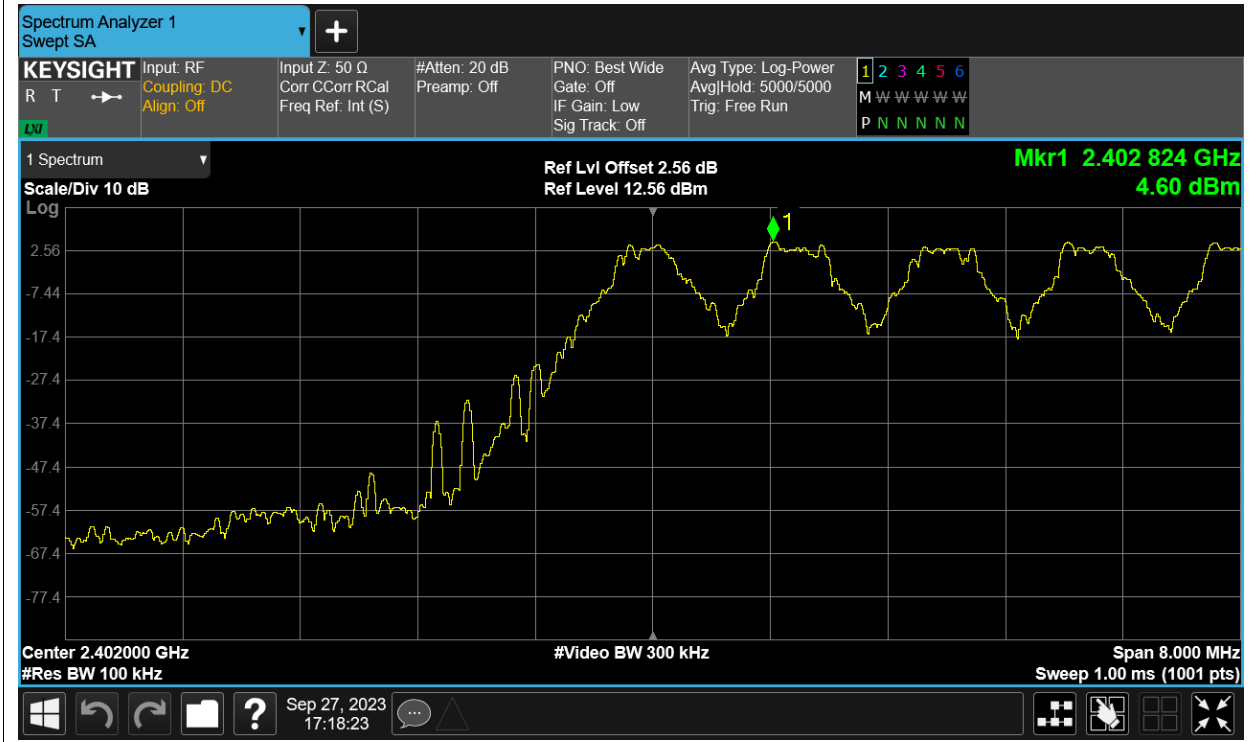 Spectrum Analyzer 1
Swept SA
+
KEYSIGHT
R T
LXI
Input: RF
Coupling: DC
Align: Off
Input Z: 50 Ω
Corr CCorr RCal
Freq Ref: Int (S)
#Atten: 20 dB
Preamp: Off
PNO: Best Wide
Gate: Off
IF Gain: Low
Sig Track: Off
Avg Type: Log-Power
Avg|Hold: 5000/5000
Trig: Free Run
1 2 3 4 5 6
M W W W W W
P N N N N N
1 Spectrum
Scale/Div 10 dB
Ref Lvl Offset 2.56 dB
Ref Level 12.56 dBm
Mkr1 2.402 824 GHz
4.60 dBm
Log
1
2.56
-7.44
-17.4
-27.4
-37.4
-47.4
-57.4
-67.4
-77.4
Center 2.402000 GHz
#Video BW 300 kHz
Span 8.000 MHz
#Res BW 100 kHz
Sweep 1.00 ms (1001 pts)
?
Sep 27, 2023
17:18:23